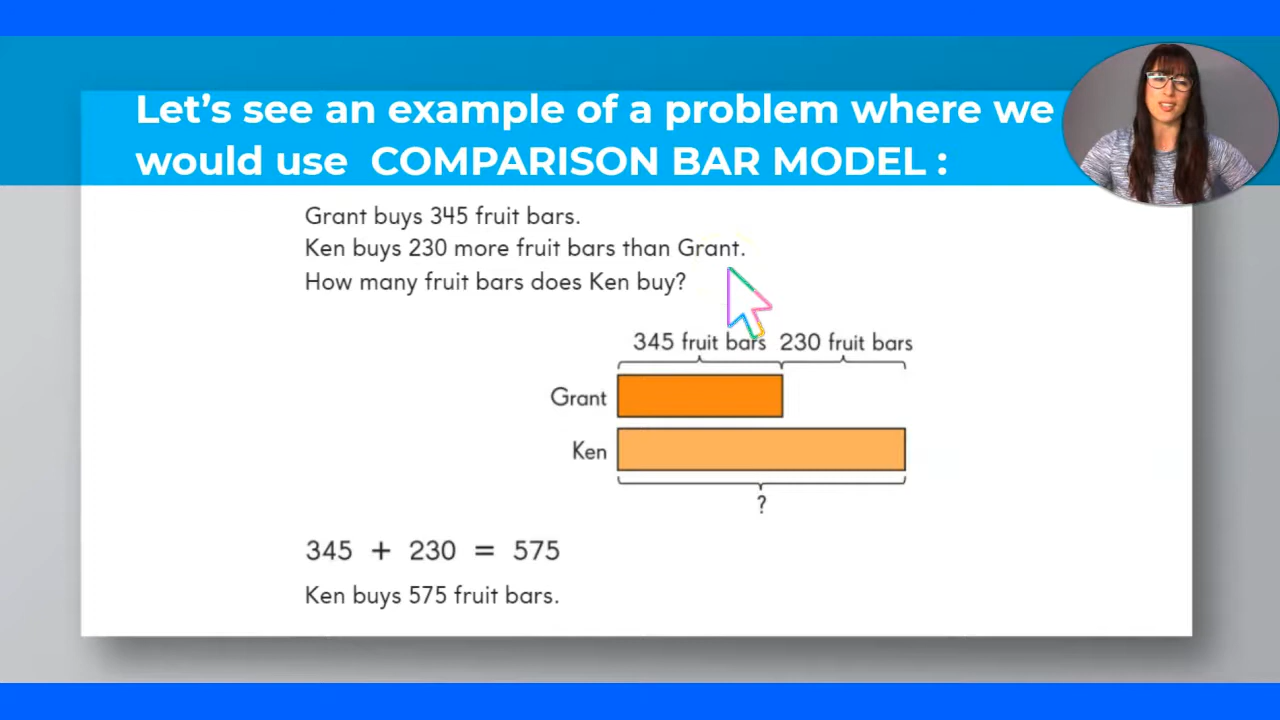 Let's see an example of a problem where we
would use COMPARISON BAR MODEL :
Grant buys 345 fruit bars.
Ken buys 230 more fruit bars than Grant.
How many fruit bars does Ken buy?
345 fruit bars 230 fruit bars
Grant
Ken
?
345 + 230 = 575
Ken buys 575 fruit bars.